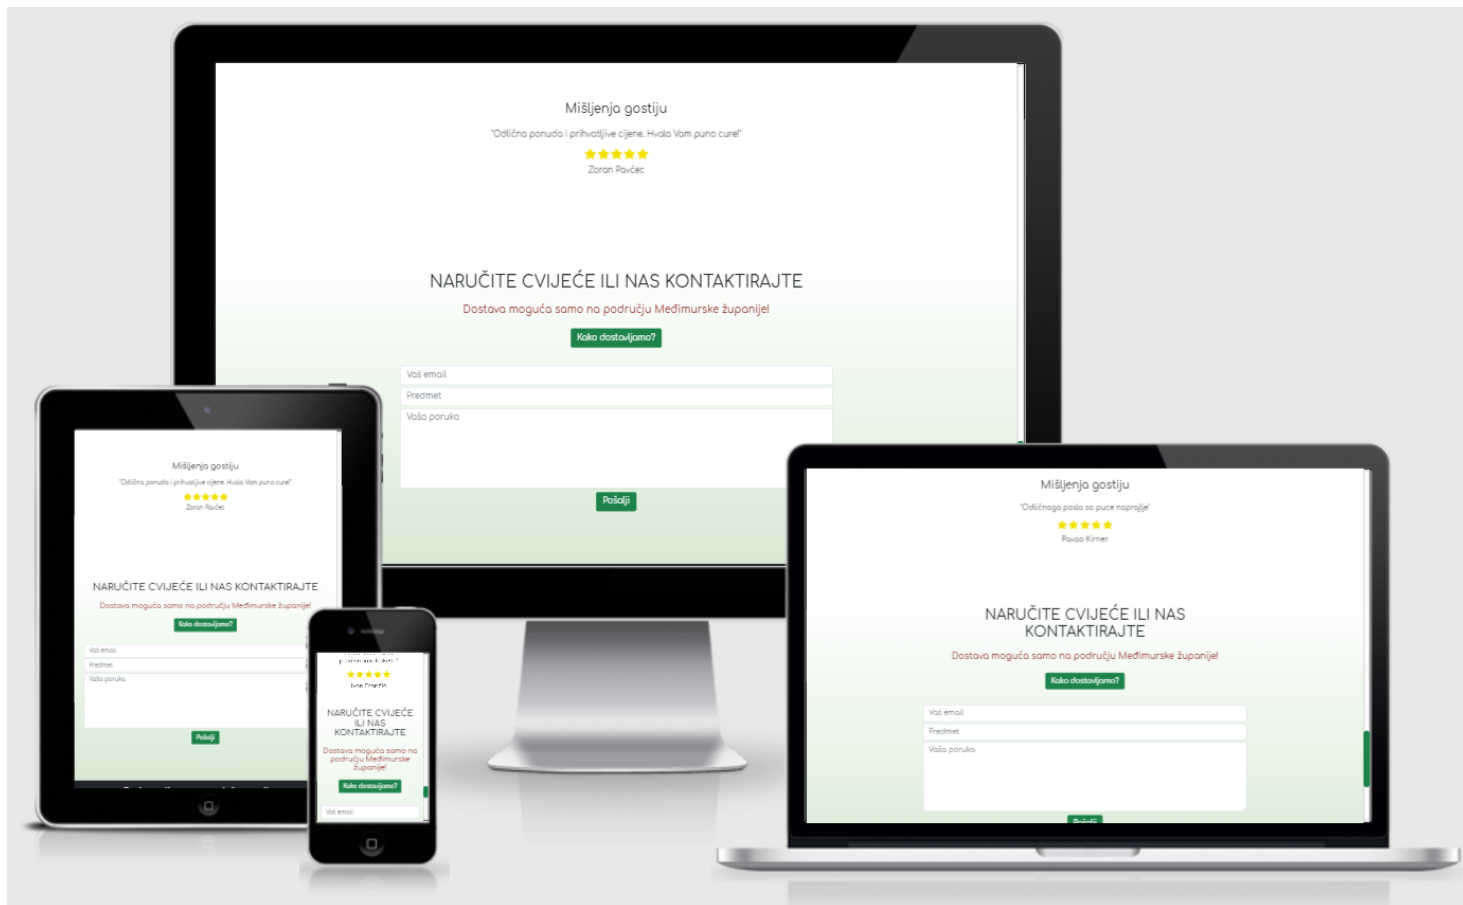 Mišljenja gostiju
"Odlična ponuda i prihvatljive cijene. Hvala Vam puno cure!"
Zoran Pavčec
NARUČITE CVIJEĆE ILI NAS KONTAKTIRAJTE
Dostava moguća samo na području Međimurske županije!
Kako dostavljamo?
Vaš email
Predmet
Vaša poruka
Pošalji
Mišljenja gostiju
"Odlična ponuda i prihvatljive cijene. Hvala Vam puno cure!"
Zoran Pavčec
NARUČITE CVIJEĆE ILI NAS KONTAKTIRAJTE
Dostava moguća samo na području Međimurske županije!
Kako dostavljamo?
Vaš email
Predmet
Vaša poruka
Pošalji
NARUČITE CVIJEĆE
ILI NAS
KONTAKTIRAJTE
Dostava moguća samo na
području Međimurske
županije!
Kako dostavljamo?
Vaš email
Mišljenja gostiju
"Odličnoga posla so puce naprajle"
Pavao Kirner
NARUČITE CVIJEĆE ILI NAS
KONTAKTIRAJTE
Dostava moguća samo na području Međimurske županije!
Kako dostavljamo?
Vaš email
Predmet
Vaša poruka
Pošalji